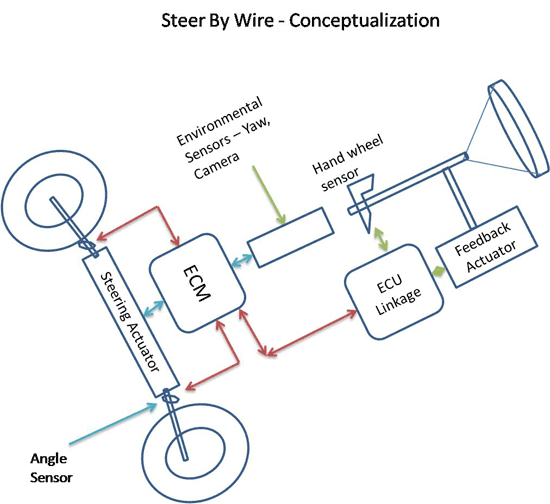 Steer By Wire - Conceptualization
Environmental
Sensors – Yaw,
Camera
Hand wheel
sensor
Feedback
Actuator
ECM
ECU
Linkage
Steering Actuator
Angle
Sensor